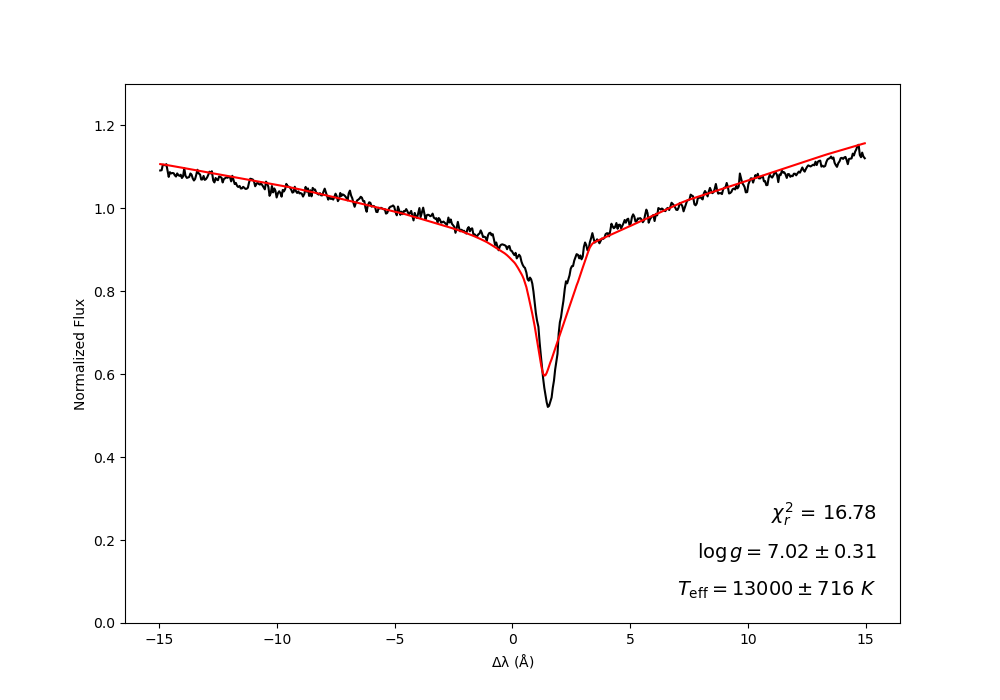 1.2
1.0
0.8
0.6
0.4
0.2
0.0
Normalized Flux
χ²ᵣ = 16.78
log g = 7.02 ± 0.31
T_eff = 13000 ± 716 K
−15 −10 −5 0 5 10 15
Δλ (Å)